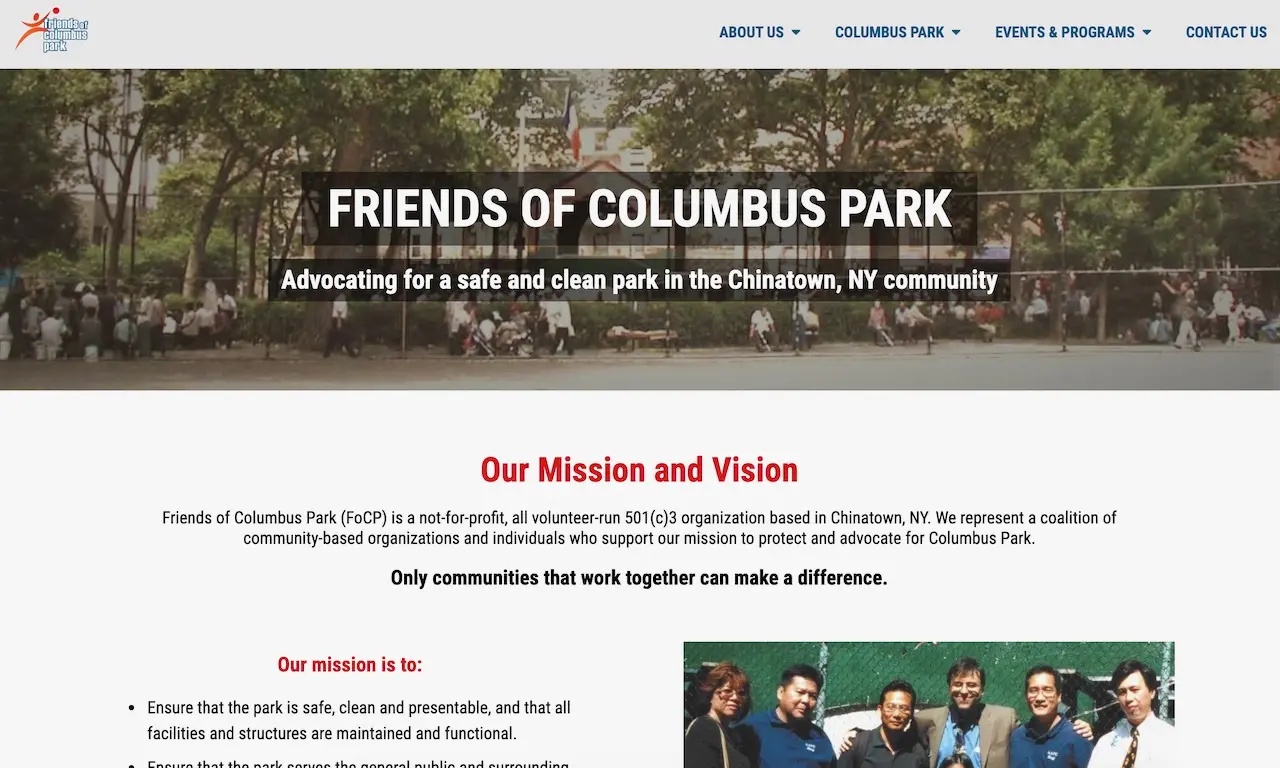 friends of
columbus
park
ABOUT US
COLUMBUS PARK
EVENTS & PROGRAMS
CONTACT US
FRIENDS OF COLUMBUS PARK
Advocating for a safe and clean park in the Chinatown, NY community
Our Mission and Vision
Friends of Columbus Park (FoCP) is a not-for-profit, all volunteer-run 501(c)3 organization based in Chinatown, NY. We represent a coalition of
community-based organizations and individuals who support our mission to protect and advocate for Columbus Park.
Only communities that work together can make a difference.
Our mission is to:
• Ensure that the park is safe, clean and presentable, and that all
facilities and structures are maintained and functional.
• Ensure that the park serves the general public and surrounding